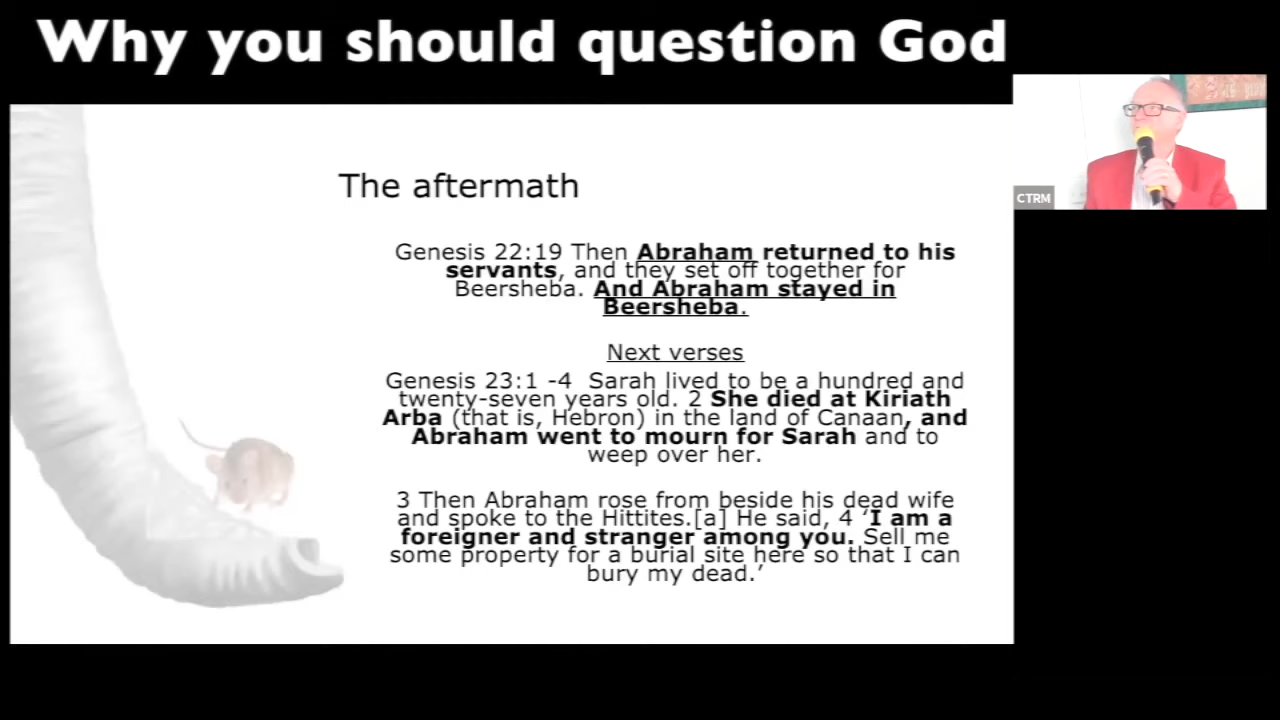 Why you should question God
CTRM
The aftermath
Genesis 22:19 Then Abraham returned to his
servants, and they set off together for
Beersheba. And Abraham stayed in
Beersheba.
Next verses
Genesis 23:1 -4  Sarah lived to be a hundred and
twenty-seven years old. 2 She died at Kiriath
Arba (that is, Hebron) in the land of Canaan, and
Abraham went to mourn for Sarah and to
weep over her.
3 Then Abraham rose from beside his dead wife
and spoke to the Hittites.[a] He said, 4 ‘I am a
foreigner and stranger among you. Sell me
some property for a burial site here so that I can
bury my dead.’